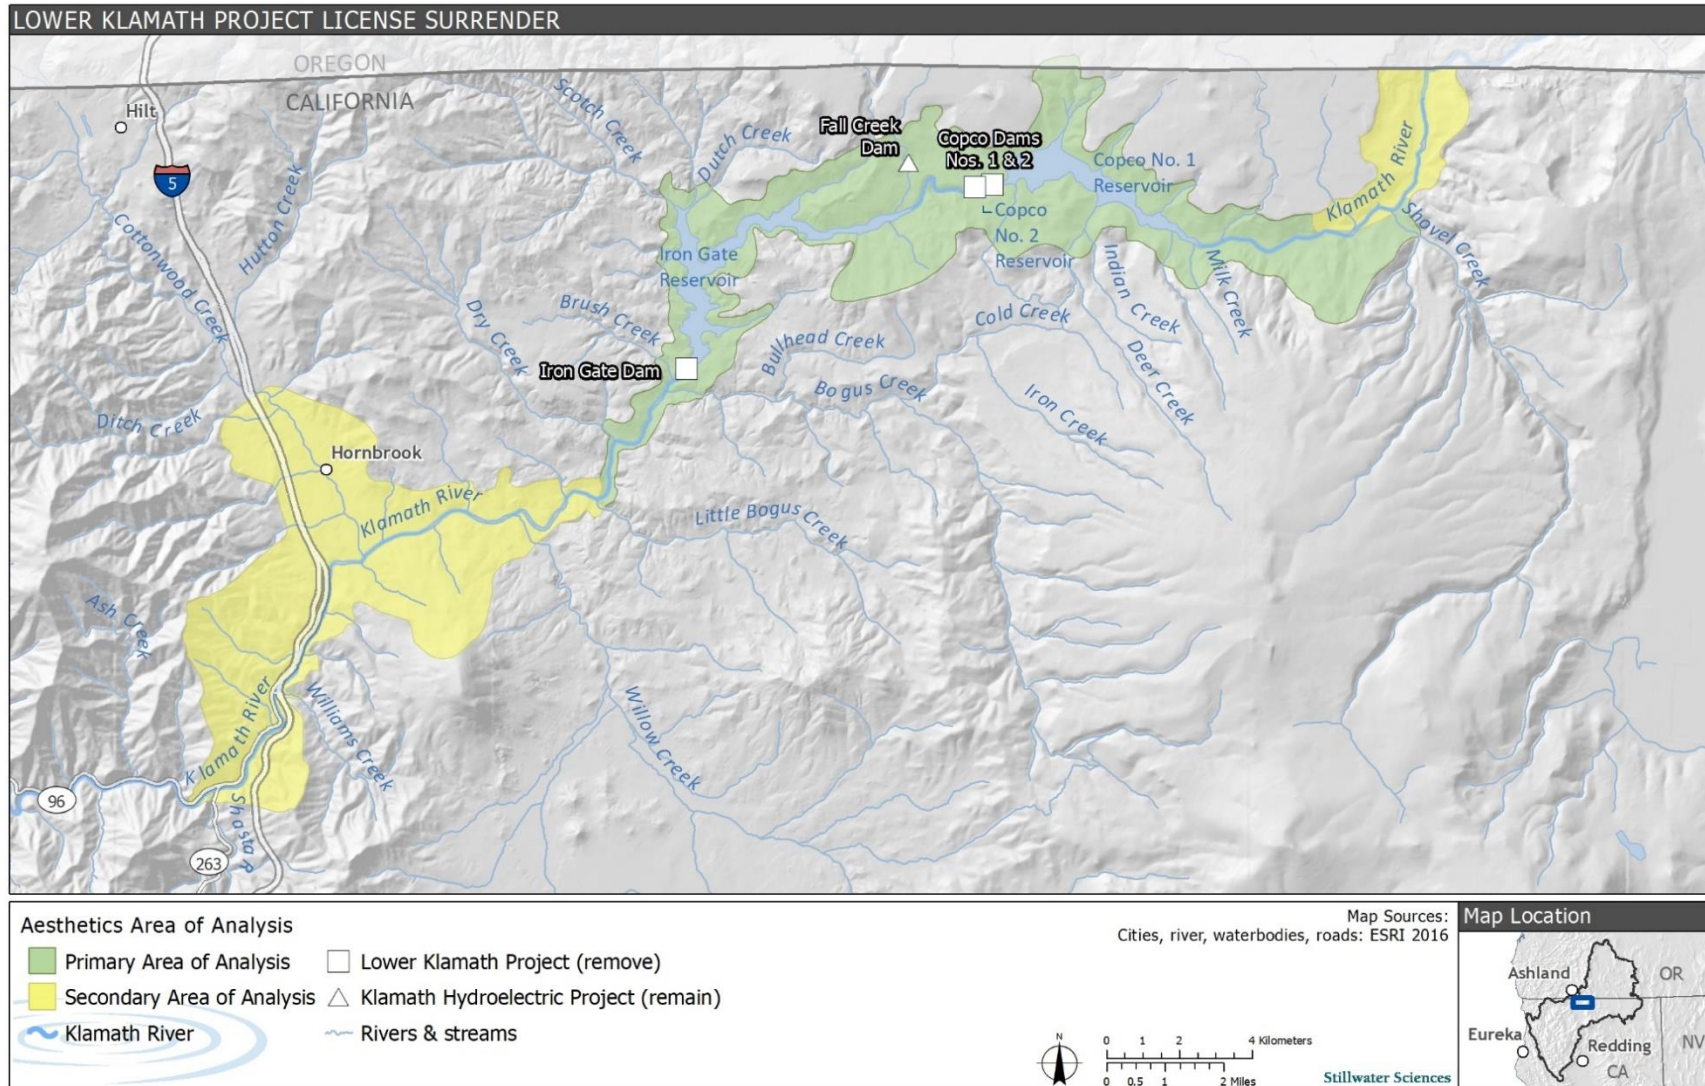 LOWER KLAMATH PROJECT LICENSE SURRENDER
OREGON
CALIFORNIA
Hilt
5
Scotch Creek
Dutch Creek
Fall Creek
Dam
Copco Dams
Nos. 1 & 2
Copco No. 1
Reservoir
Klamath River
Shovel Creek
Copco
No. 2
Reservoir
Hutton Creek
Cottonwood Creek
Iron Gate
Reservoir
Indian Creek
Milk Creek
Dry Creek
Brush Creek
Cold Creek
Bullhead Creek
Deer Creek
Iron Gate Dam
Bogus Creek
Iron Creek
Ditch Creek
Hornbrook
Klamath River
Little Bogus Creek
Ash Creek
Klamath River
Williams Creek
Willow Creek
96
Shasta R
263
Aesthetics Area of Analysis
Primary Area of Analysis
Secondary Area of Analysis
Klamath River
Lower Klamath Project (remove)
Klamath Hydroelectric Project (remain)
Rivers & streams
Map Sources:
Cities, river, waterbodies, roads: ESRI 2016
N
0 1 2 4 Kilometers
0 0.5 1 2 Miles
Stillwater Sciences
Map Location
Ashland
OR
Eureka
Redding
CA
NV